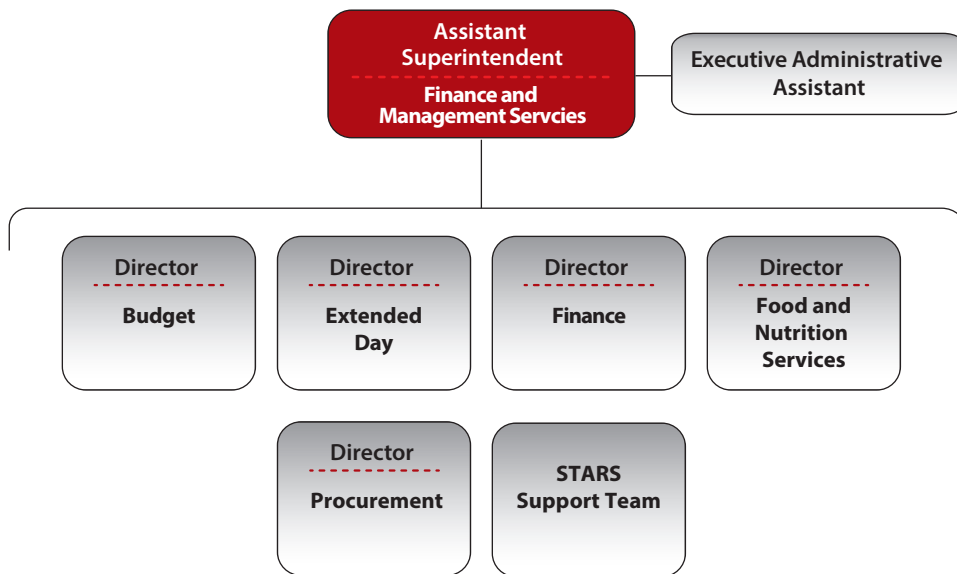 Assistant
Superintendent
Finance and
Management Servcies
Executive Administrative
Assistant
Director
Budget
Director
Extended
Day
Director
Finance
Director
Food and
Nutrition
Services
Director
Procurement
STARS
Support Team